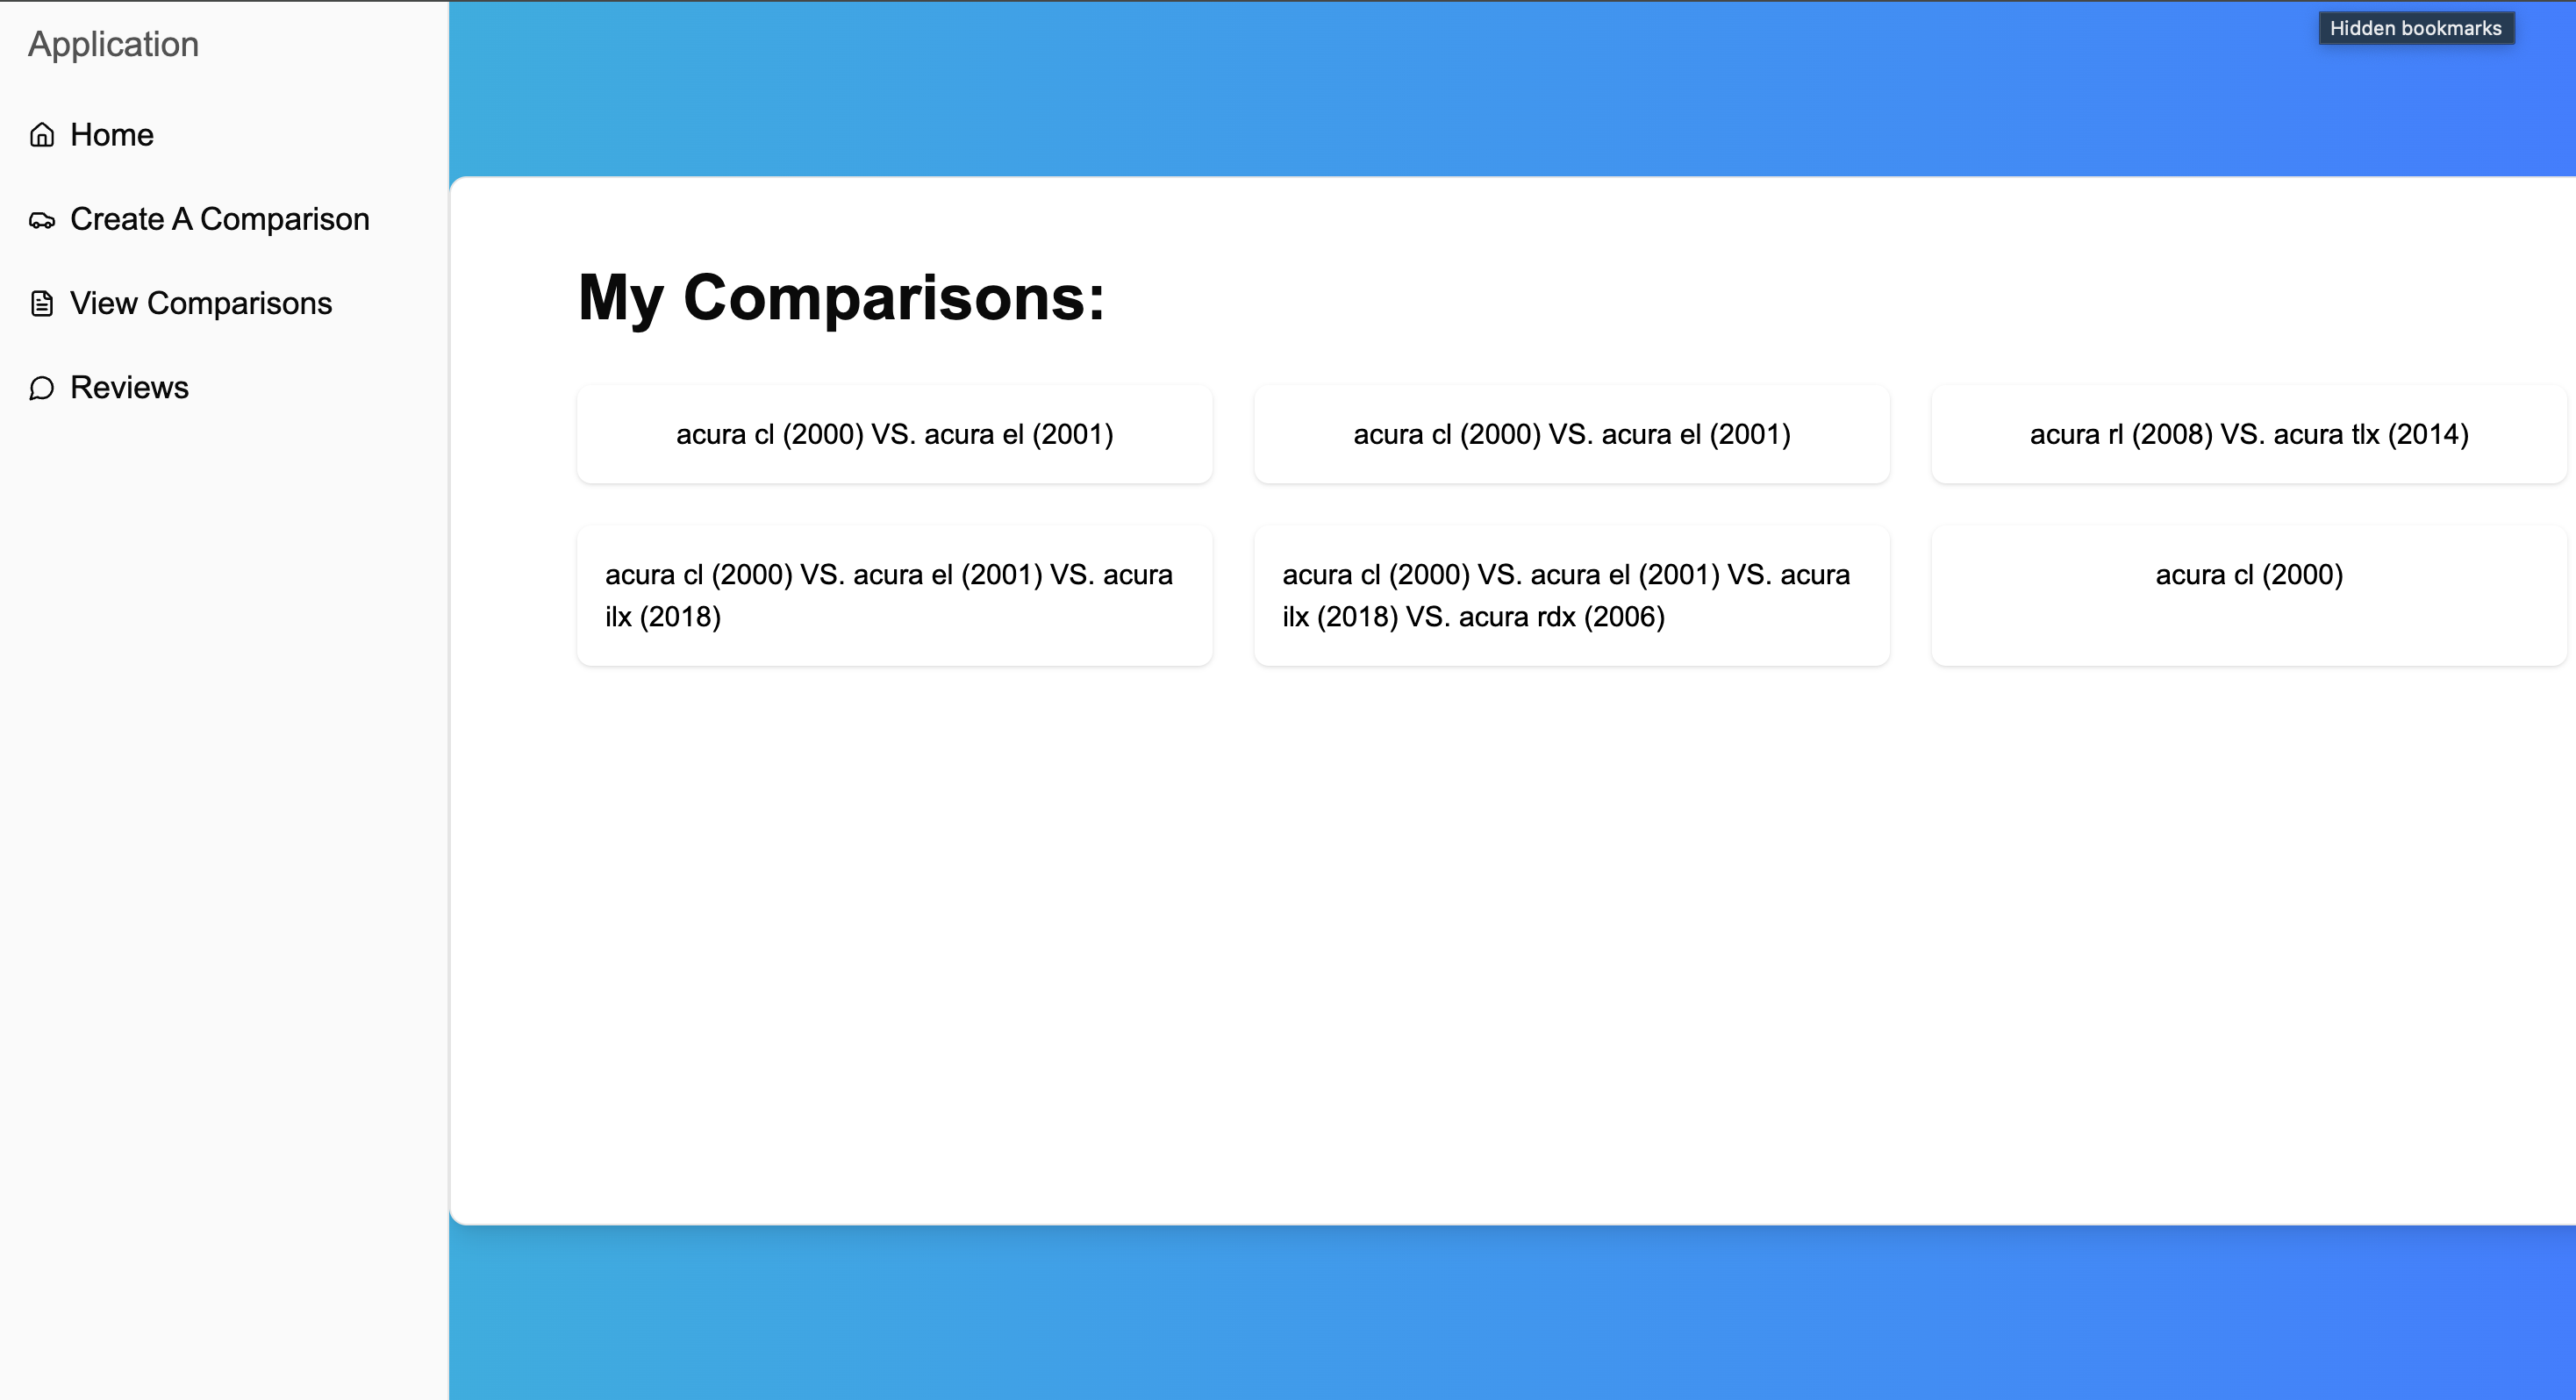 Hidden bookmarks
Application
Home
Create A Comparison
View Comparisons
Reviews
My Comparisons:
acura cl (2000) VS. acura el (2001)
acura cl (2000) VS. acura el (2001)
acura rl (2008) VS. acura tlx (2014)
acura cl (2000) VS. acura el (2001) VS. acura
ilx (2018)
acura cl (2000) VS. acura el (2001) VS. acura
ilx (2018) VS. acura rdx (2006)
acura cl (2000)